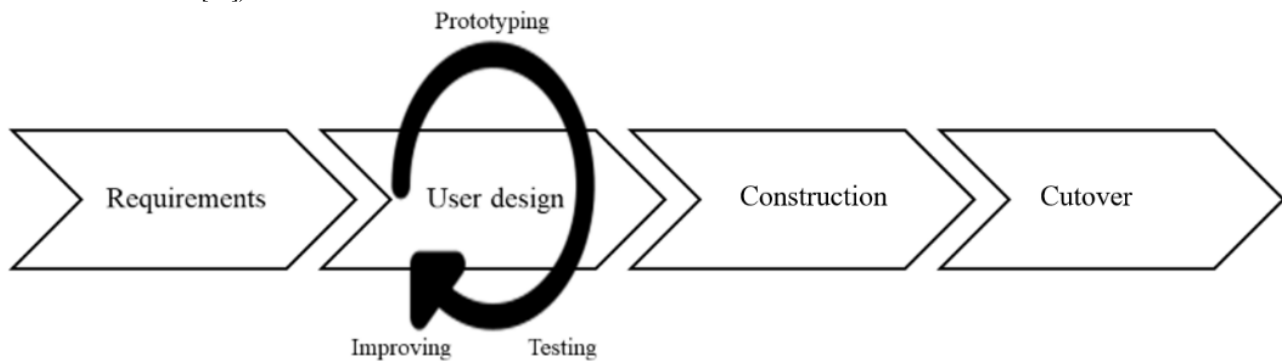 Prototyping
Requirements
User design
Construction
Cutover
Improving
Testing